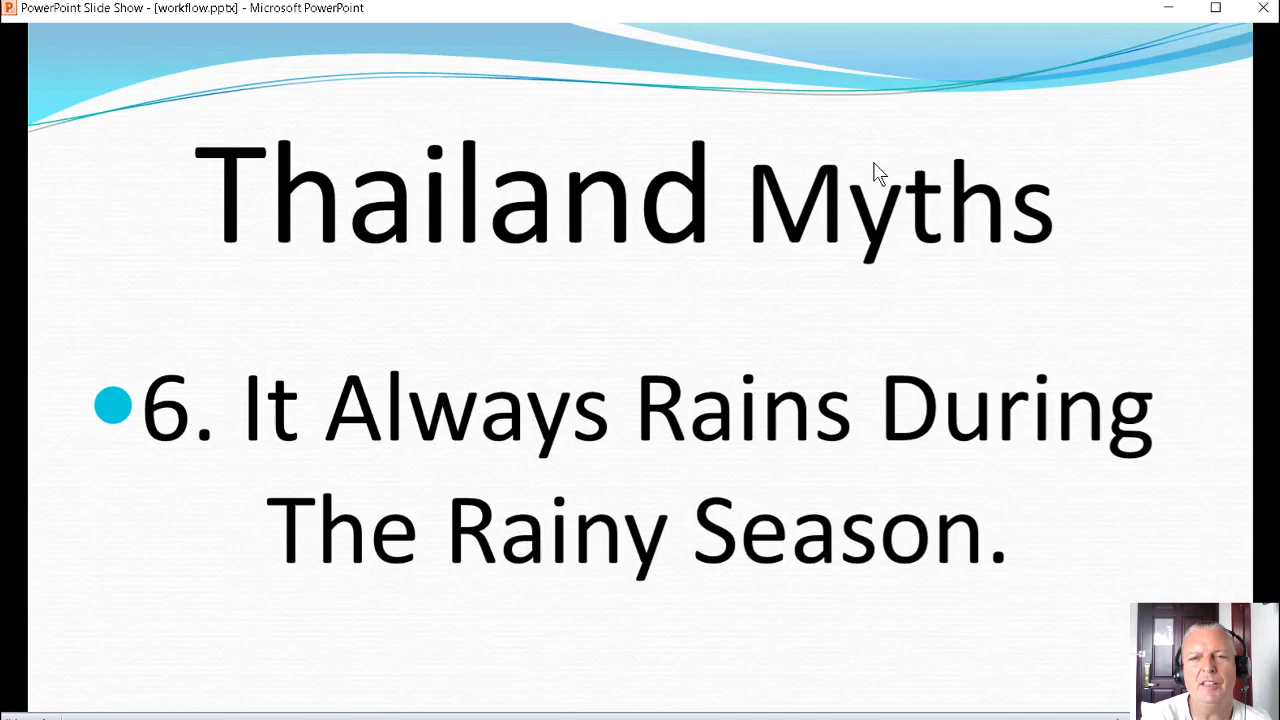 PowerPoint Slide Show - [workflow.pptx] - Microsoft PowerPoint
Thailand Myths
6. It Always Rains During
The Rainy Season.